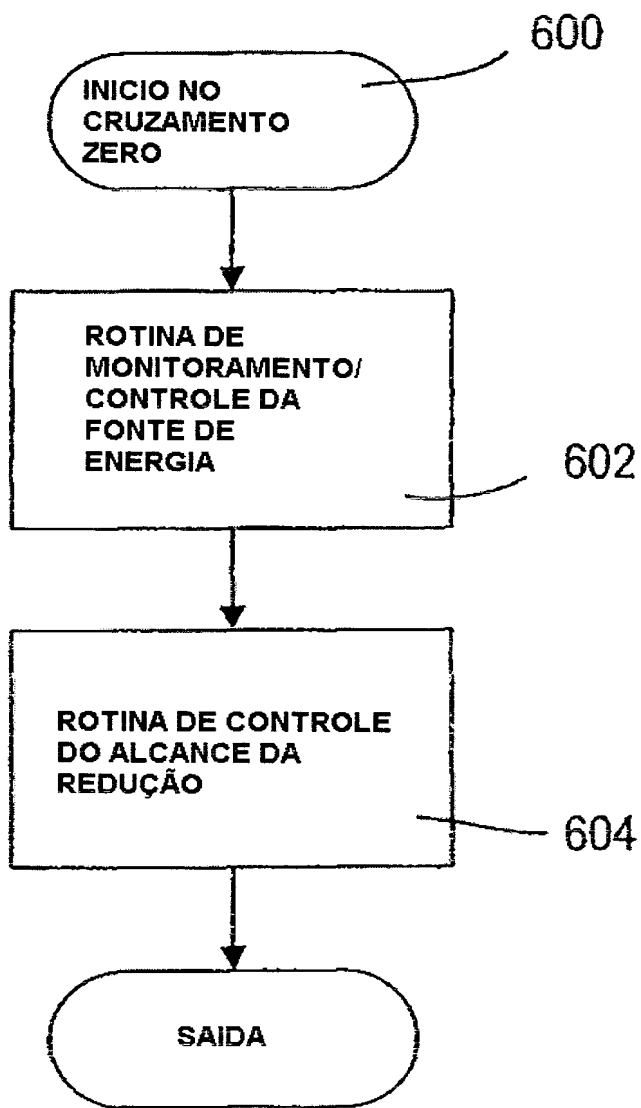 600
INICIO NO
CRUZAMENTO
ZERO
ROTINA DE
MONITORAMENTO/
CONTROLE DA
FONTE DE
ENERGIA
602
ROTINA DE CONTROLE
DO ALCANCE DA
REDUÇÃO
604
SAIDA